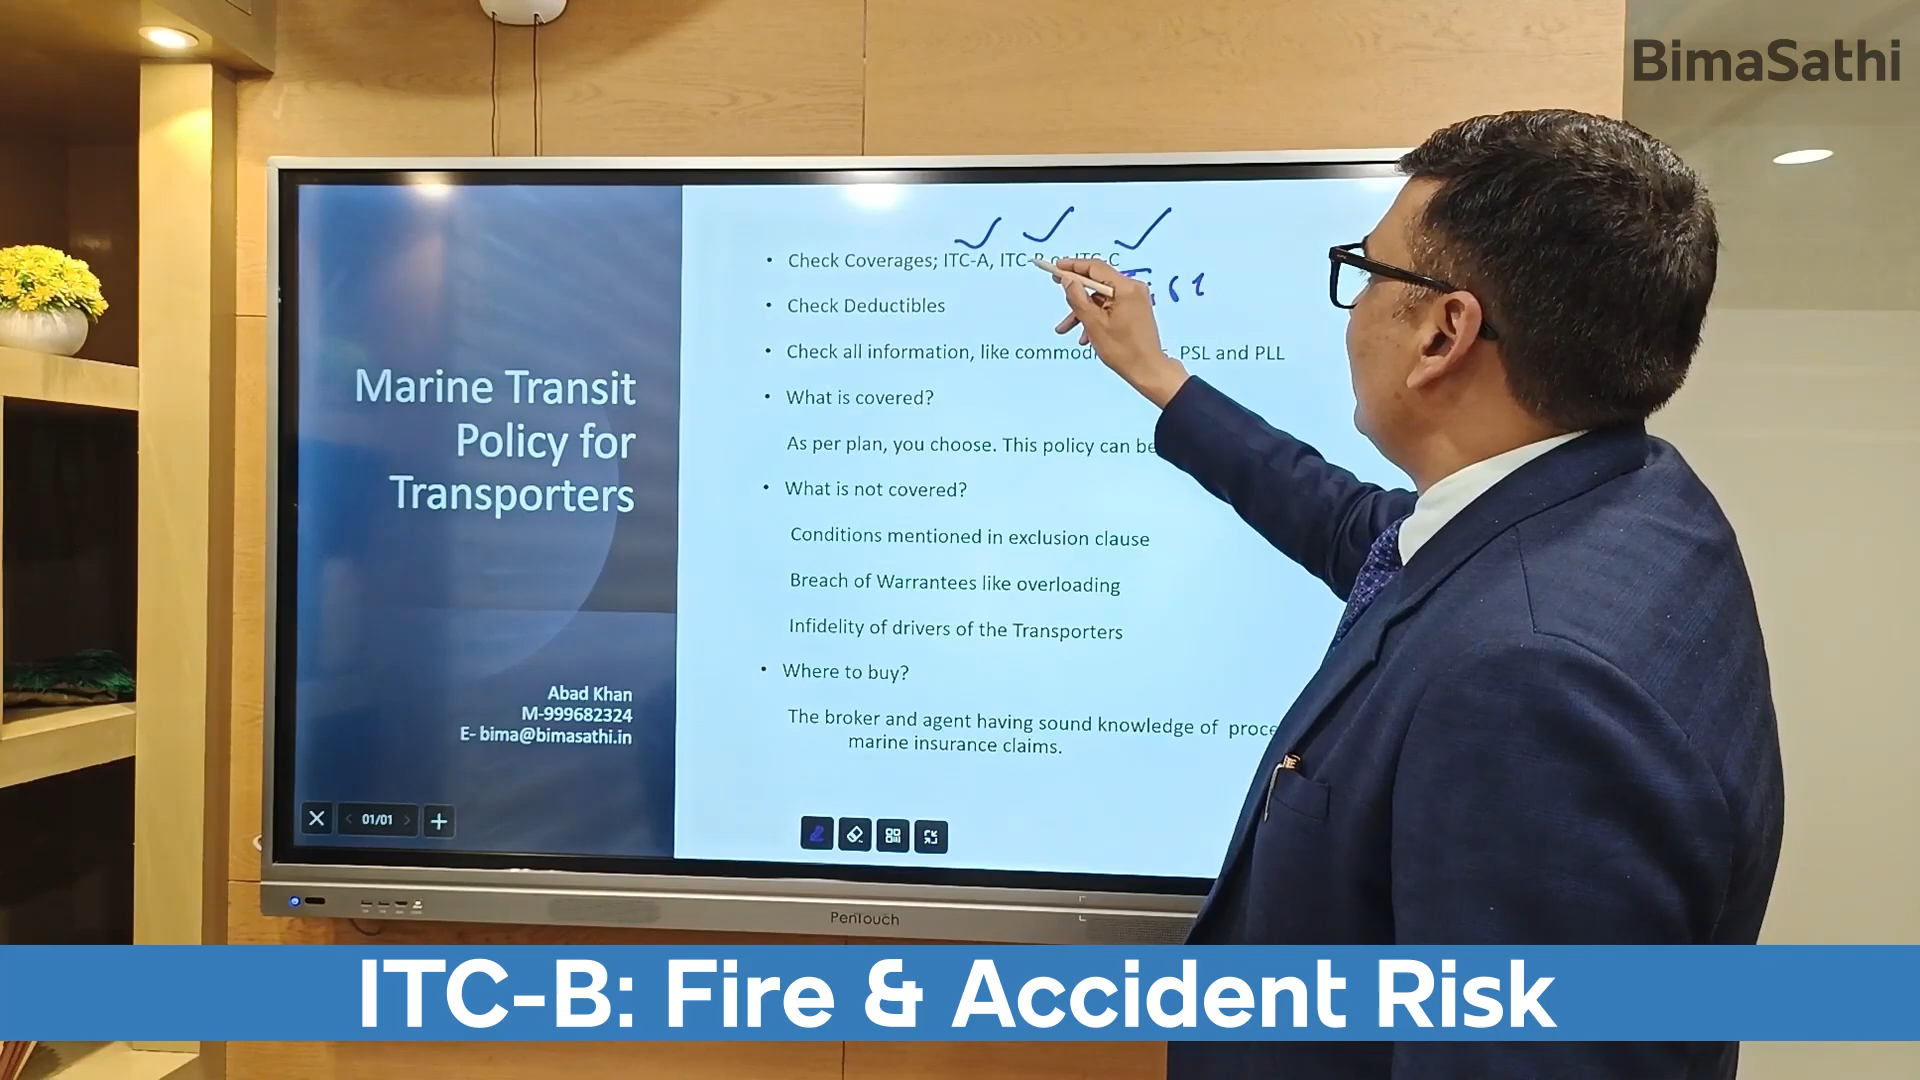 BimaSathi
Marine Transit
Policy for
Transporters
Abad Khan
M-999682324
E- bima@bimasathi.in
01/01
• Check Coverages; ITC-A, ITC-B or ITC-C
• Check Deductibles
• Check all information, like PSL and PLL
• What is covered?
As per plan, you choose. This policy can be
• What is not covered?
Conditions mentioned in exclusion clause
Breach of Warrantees like overloading
Infidelity of drivers of the Transporters
• Where to buy?
The broker and agent having sound knowledge of
marine insurance claims.
PenTouch
ITC-B: Fire & Accident Risk